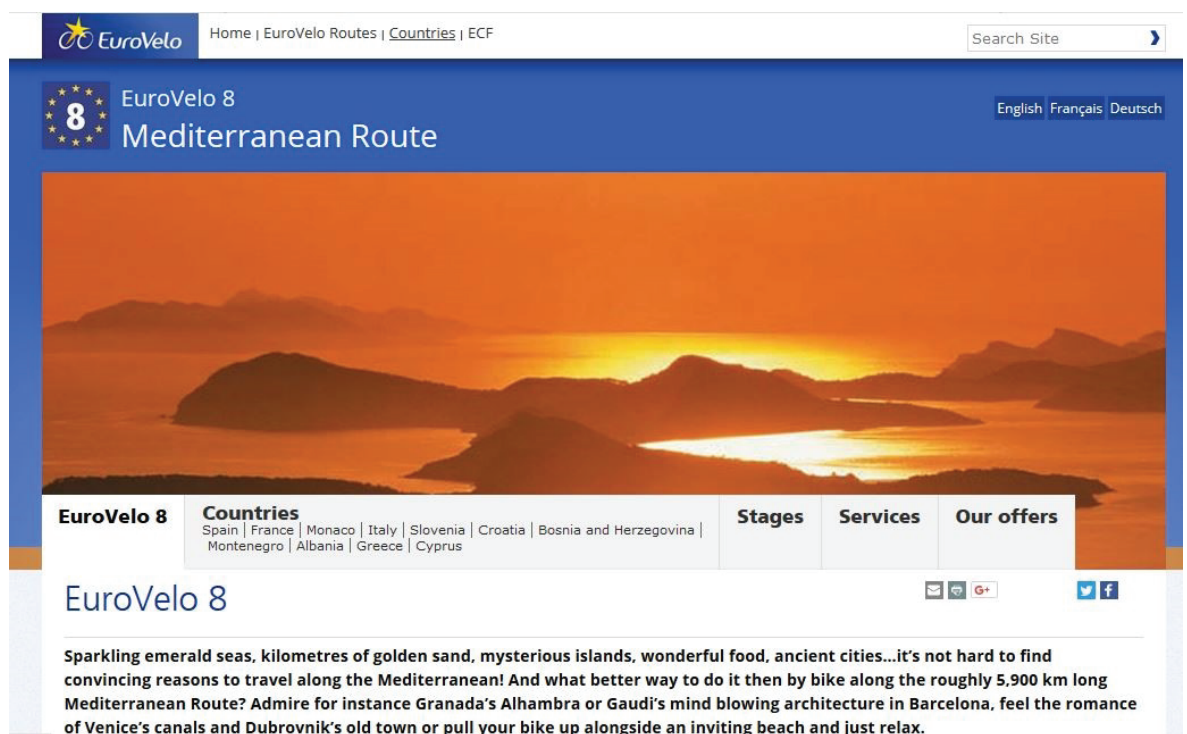 EuroVelo
Home | EuroVelo Routes | Countries | ECF
Search Site
8
EuroVelo 8
Mediterranean Route
English Français Deutsch
EuroVelo 8
Countries
Spain | France | Monaco | Italy | Slovenia | Croatia | Bosnia and Herzegovina |
Montenegro | Albania | Greece | Cyprus
Stages
Services
Our offers
EuroVelo 8
G+
Sparkling emerald seas, kilometres of golden sand, mysterious islands, wonderful food, ancient cities...it's not hard to find
convincing reasons to travel along the Mediterranean! And what better way to do it then by bike along the roughly 5,900 km long
Mediterranean Route? Admire for instance Granada's Alhambra or Gaudi's mind blowing architecture in Barcelona, feel the romance
of Venice's canals and Dubrovnik's old town or pull your bike up alongside an inviting beach and just relax.